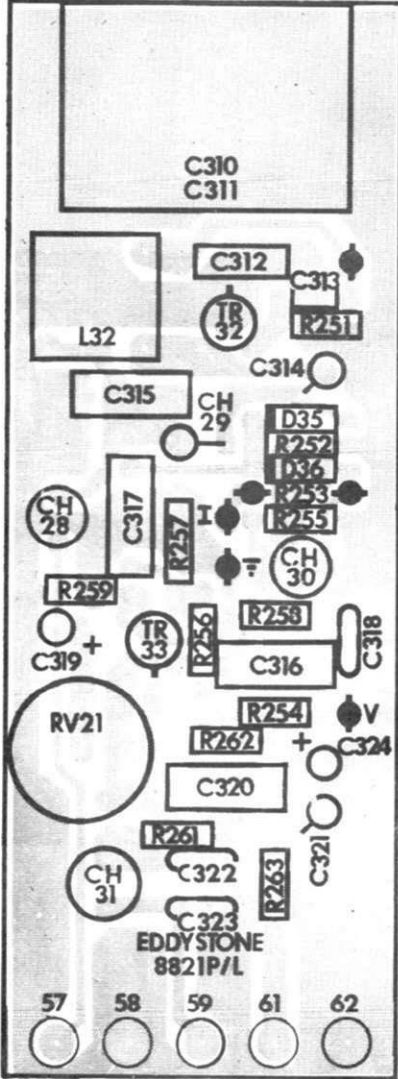 C310
C311
C312
C313
TR
32
R251
L32
C314
C315
CH
29
D35
R252
D36
R253
R255
CH
28
C317
R257
I
CH
30
R259
R256
R258
C318
C319
+
TR
33
C316
RV21
R254
V
R262
+
C324
C320
C321
R261
CH
31
C322
R263
C323
EDDYSTONE
8821P/L
57 58 59 61 62